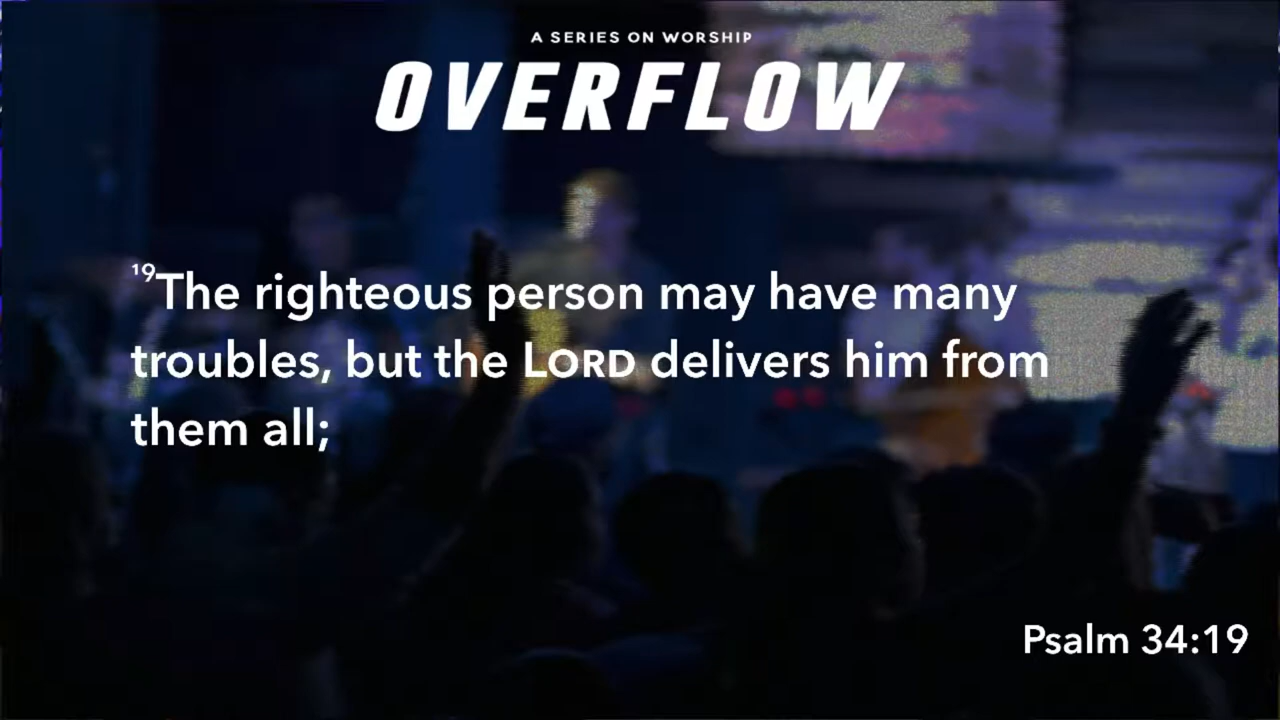 A SERIES ON WORSHIP
OVERFLOW
¹⁹The righteous person may have many
troubles, but the LORD delivers him from
them all;
Psalm 34:19